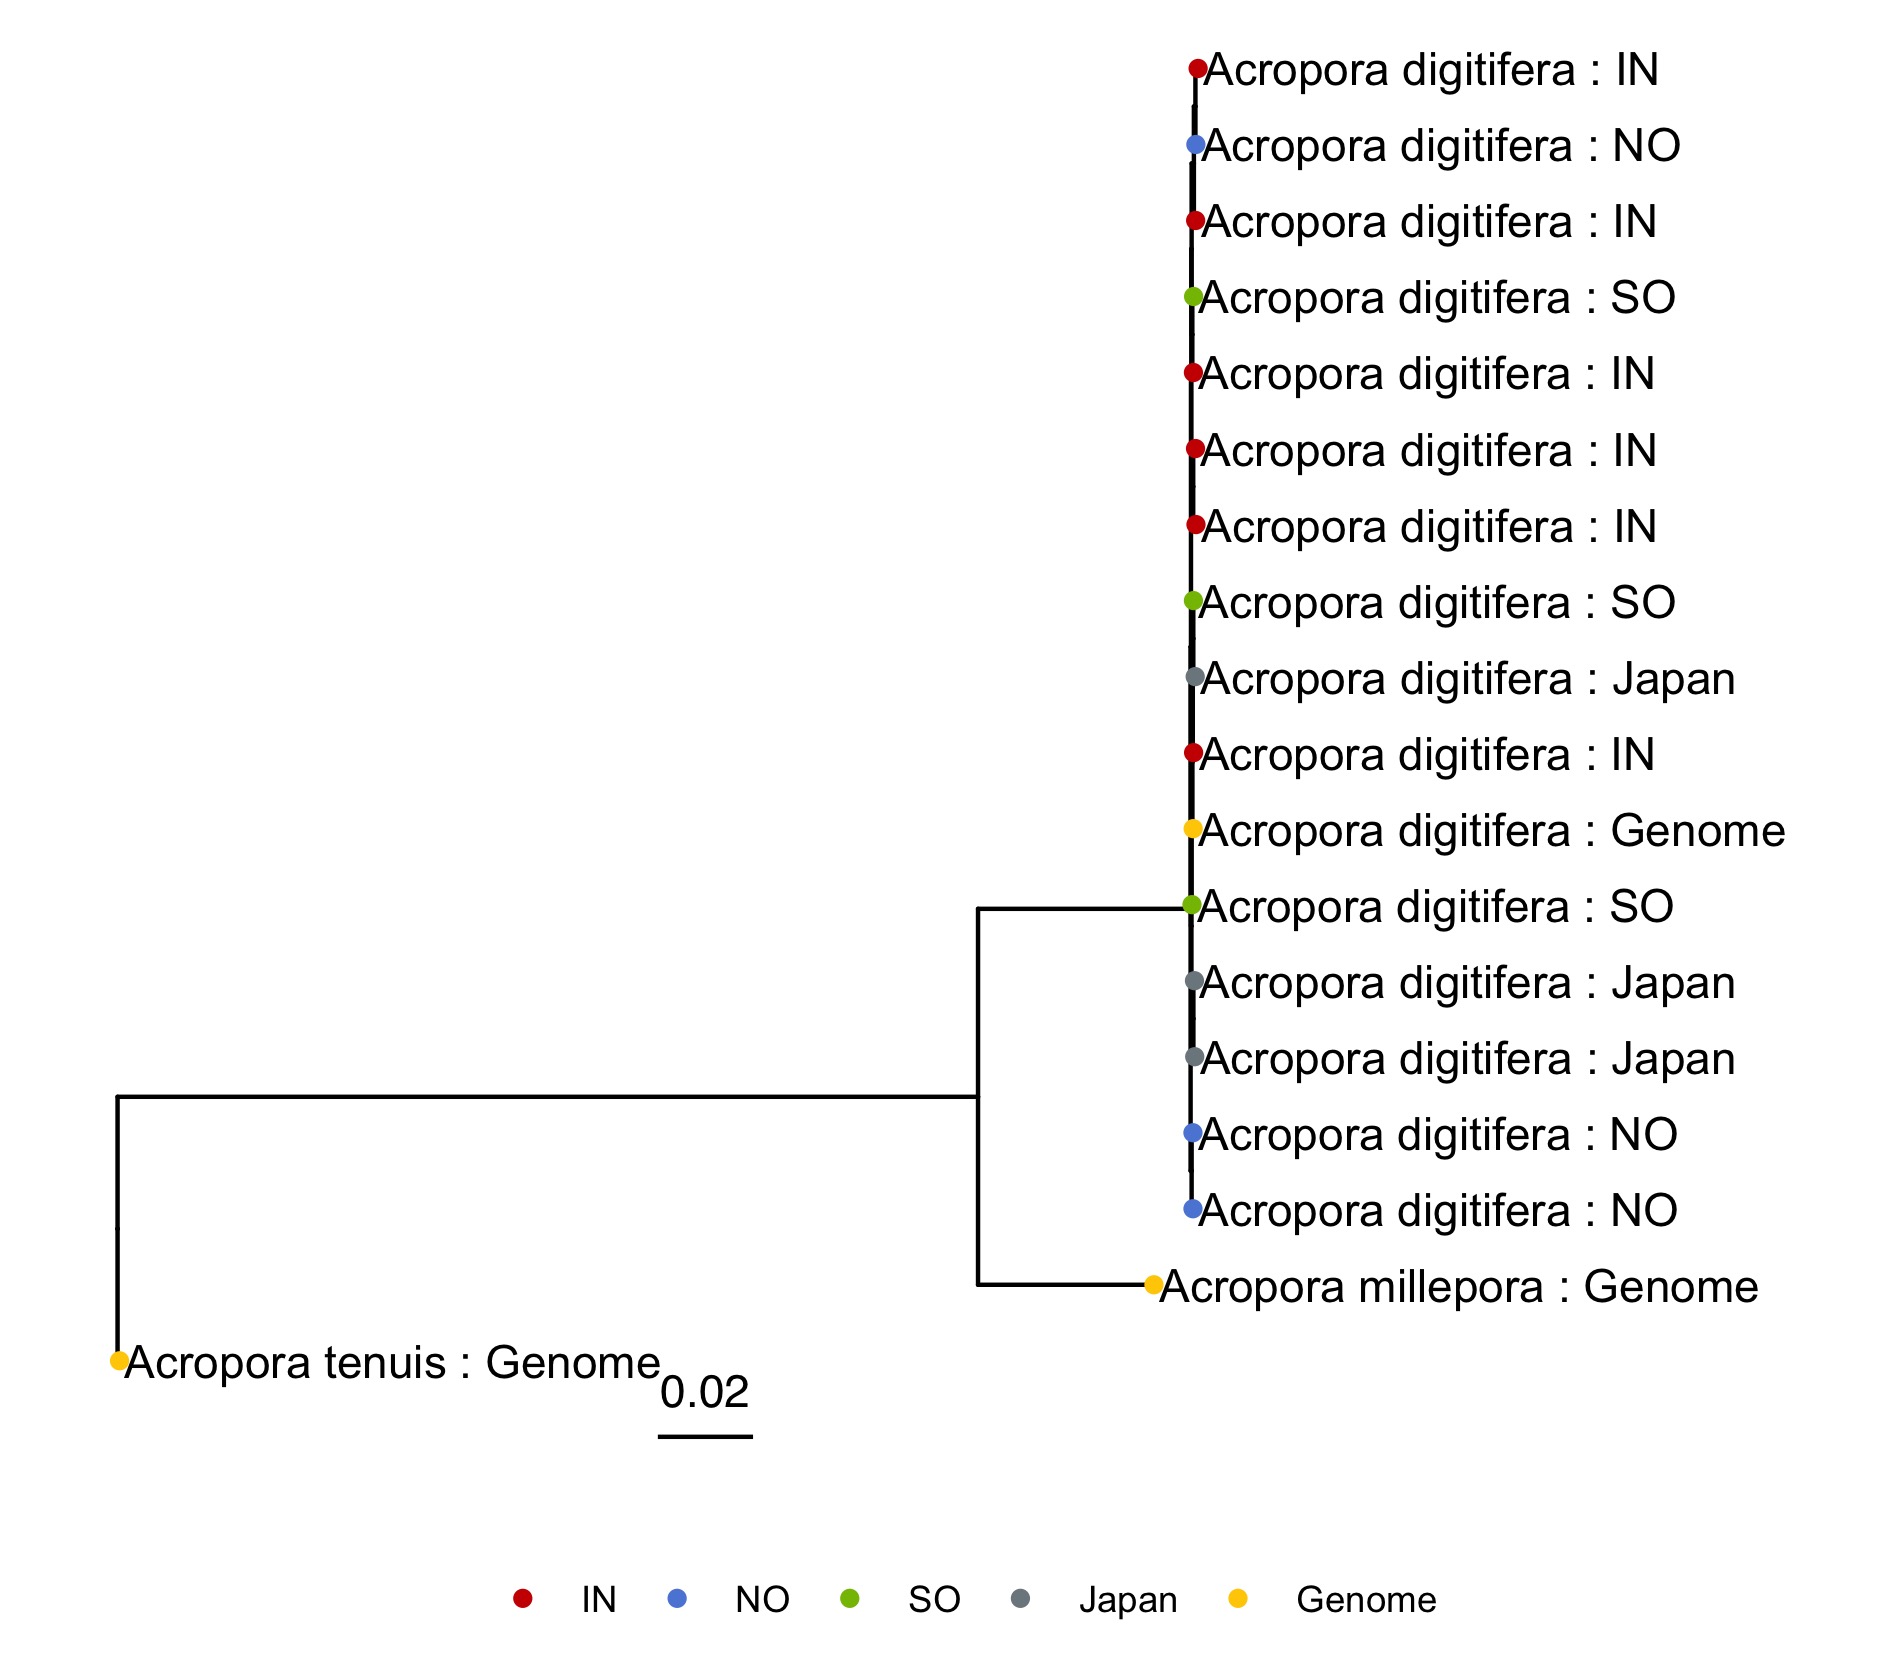 Acropora digitifera : IN
Acropora digitifera : NO
Acropora digitifera : IN
Acropora digitifera : SO
Acropora digitifera : IN
Acropora digitifera : IN
Acropora digitifera : IN
Acropora digitifera : SO
Acropora digitifera : Japan
Acropora digitifera : IN
Acropora digitifera : Genome
Acropora digitifera : SO
Acropora digitifera : Japan
Acropora digitifera : Japan
Acropora digitifera : NO
Acropora digitifera : NO
Acropora millepora : Genome
Acropora tenuis : Genome
0.02
IN NO SO Japan Genome